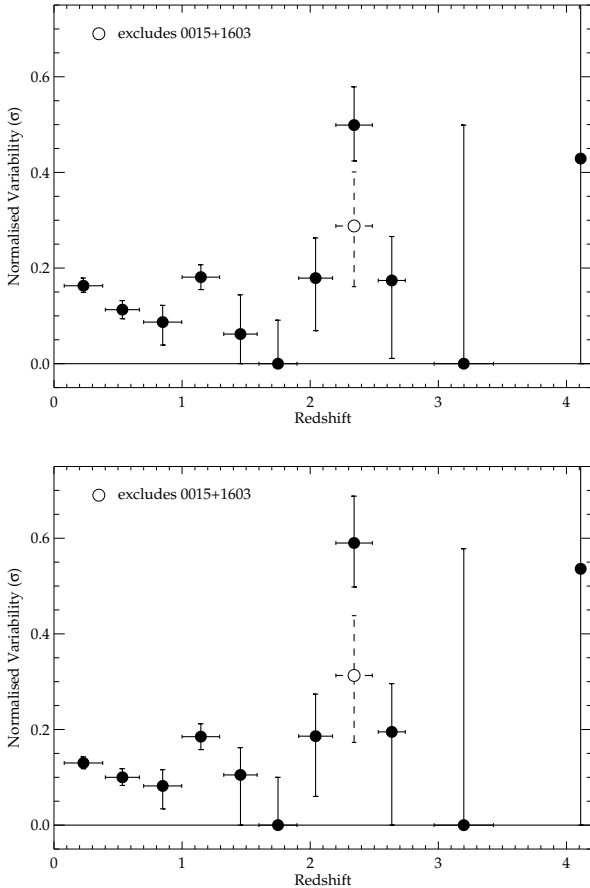 excludes 0015+1603
0.6
0.4
0.2
0.0
Normalised Variability (σ)
0 1 2 3 4
Redshift
excludes 0015+1603
0.6
0.4
0.2
0.0
Normalised Variability (σ)
0 1 2 3 4
Redshift